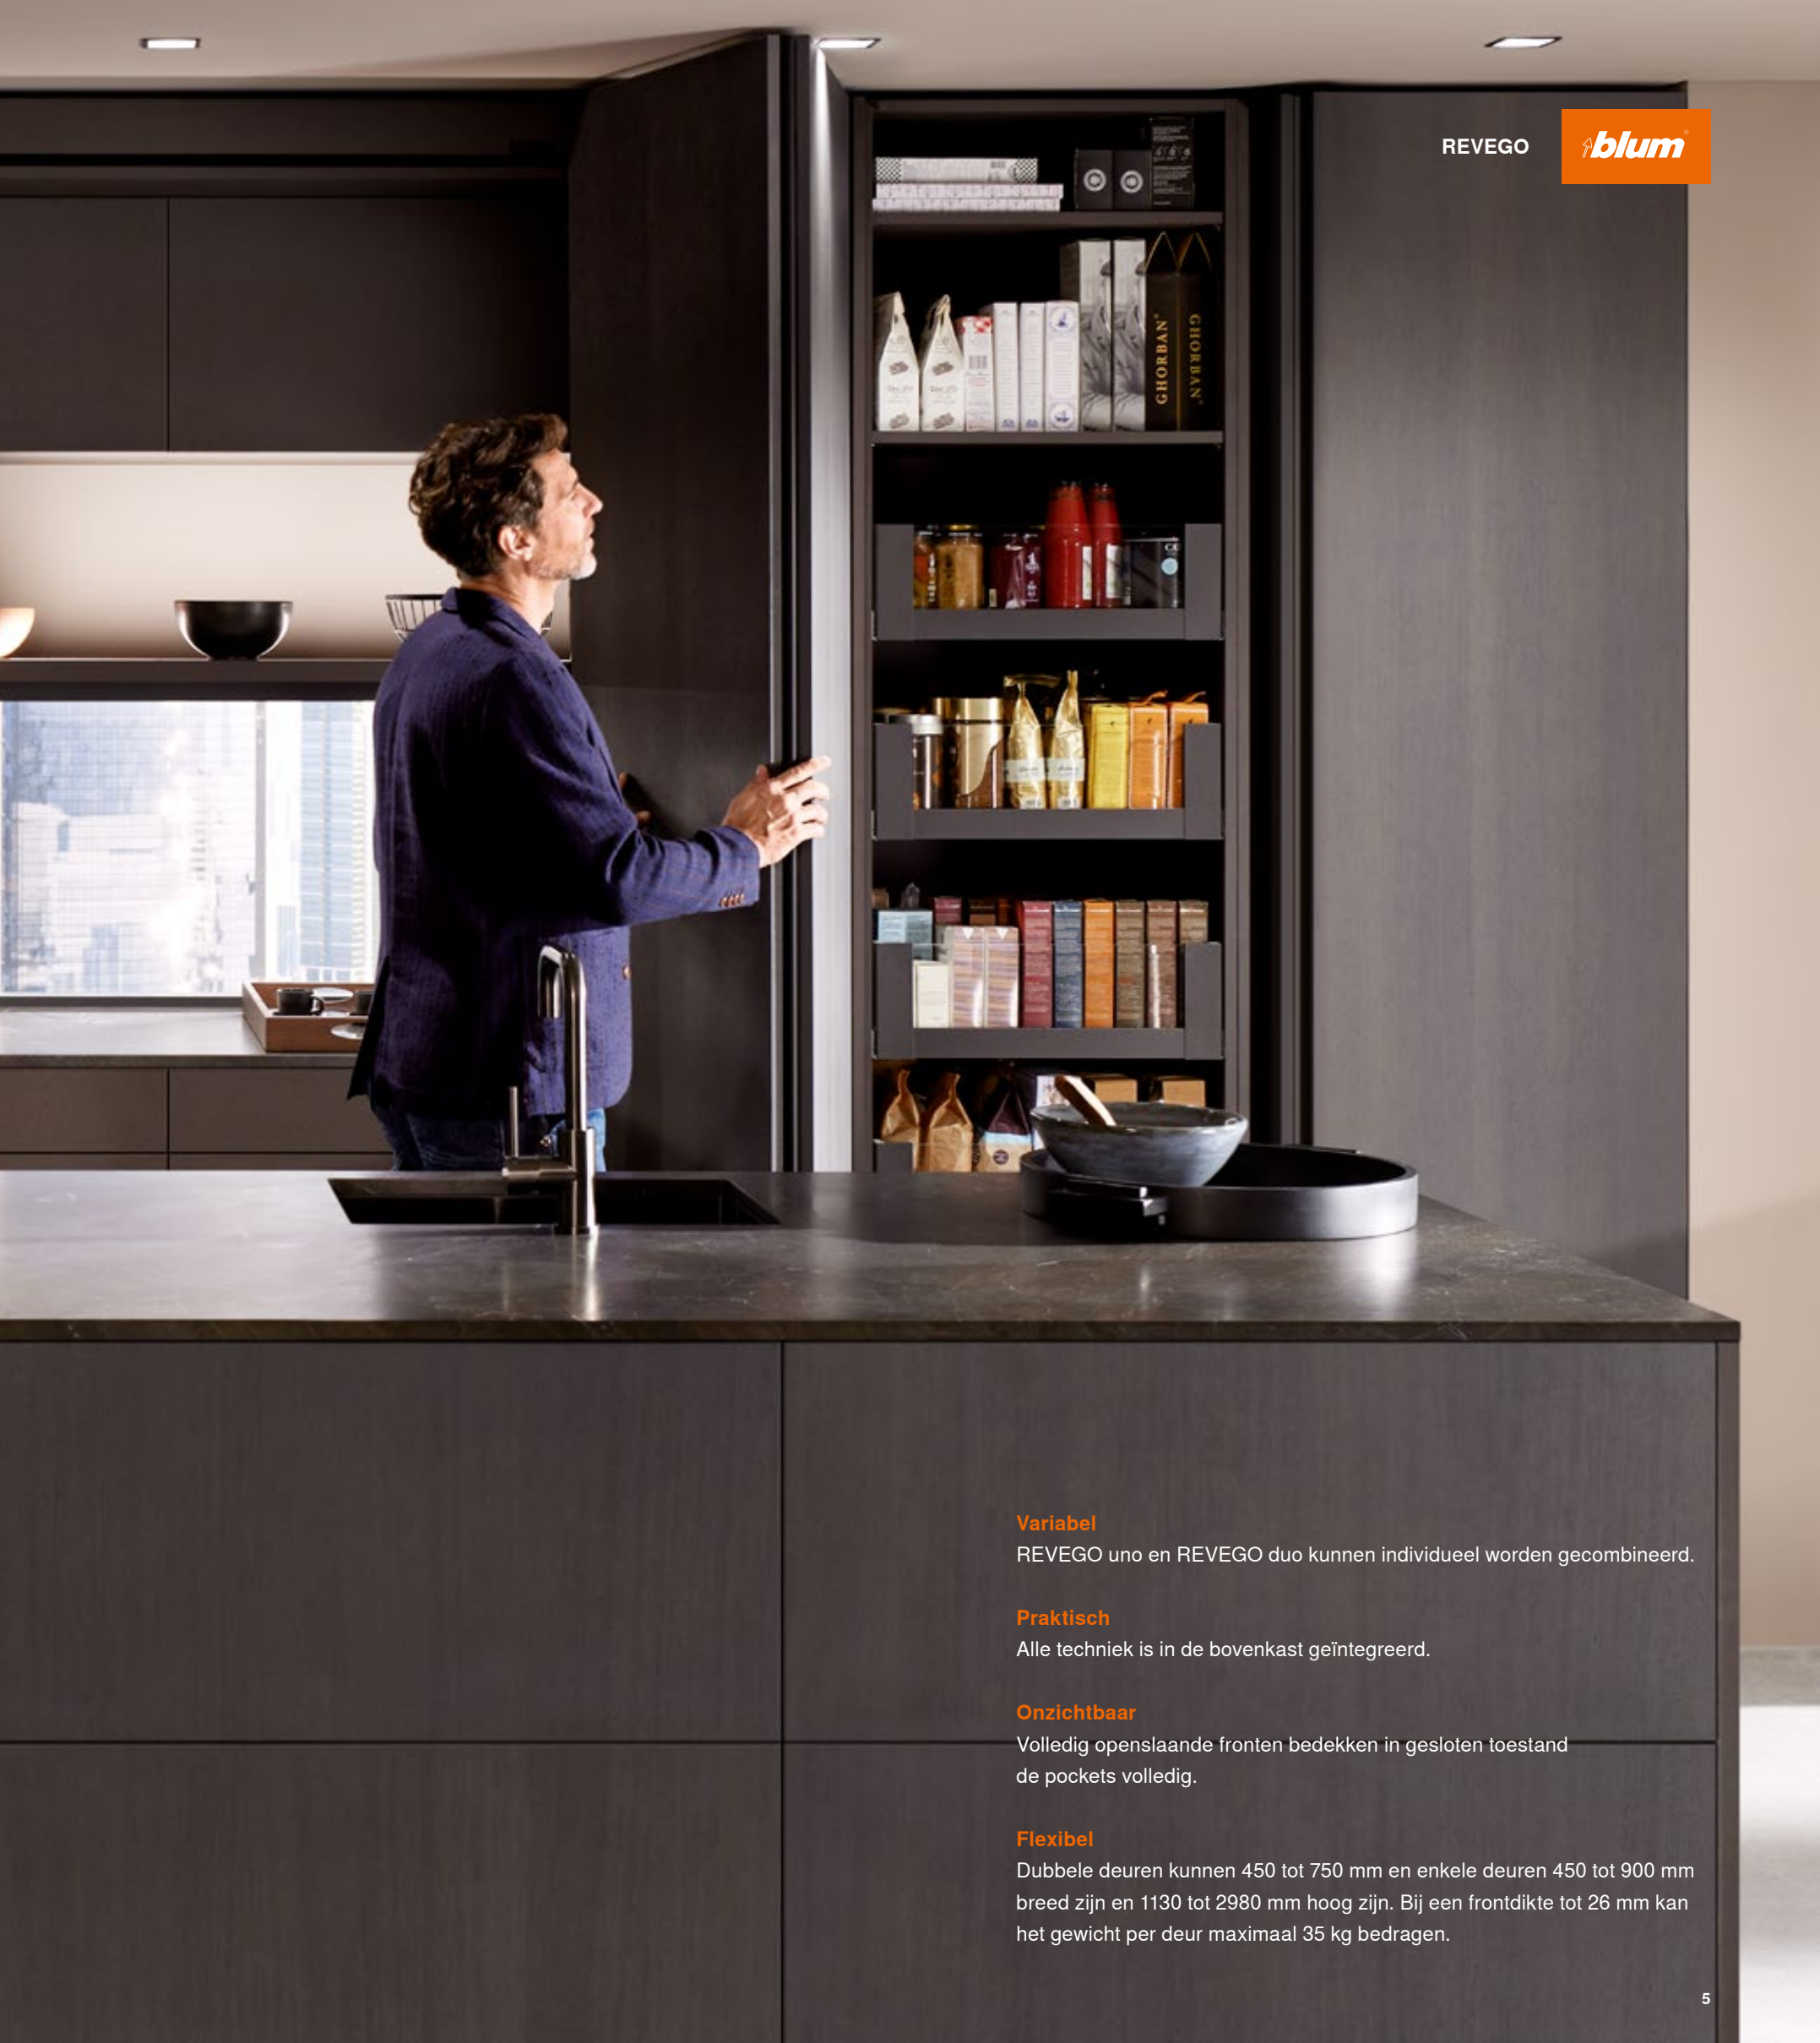 REVEGO
blum
GHORBAN
GHORBAN
Variabel
REVEGO uno en REVEGO duo kunnen individueel worden gecombineerd.
Praktisch
Alle techniek is in de bovenkast geïntegreerd.
Onzichtbaar
Volledig openslaande fronten bedekken in gesloten toestand
de pockets volledig.
Flexibel
Dubbele deuren kunnen 450 tot 750 mm en enkele deuren 450 tot 900 mm
breed zijn en 1130 tot 2980 mm hoog zijn. Bij een frontdikte tot 26 mm kan
het gewicht per deur maximaal 35 kg bedragen.
5